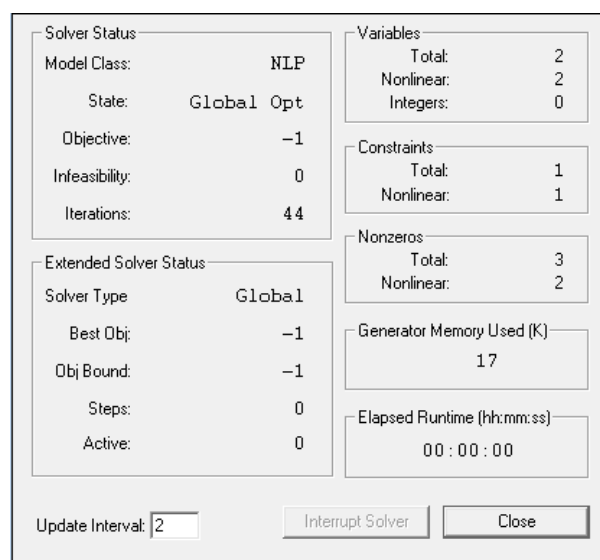 Solver Status
Model Class: NLP
State: Global Opt
Objective: -1
Infeasibility: 0
Iterations: 44
Extended Solver Status
Solver Type Global
Best Obj: -1
Obj Bound: -1
Steps: 0
Active: 0
Variables
Total: 2
Nonlinear: 2
Integers: 0
Constraints
Total: 1
Nonlinear: 1
Nonzeros
Total: 3
Nonlinear: 2
Generator Memory Used (K)
17
Elapsed Runtime (hh:mm:ss)
00:00:00
Update Interval: 2
Interrupt Solver
Close